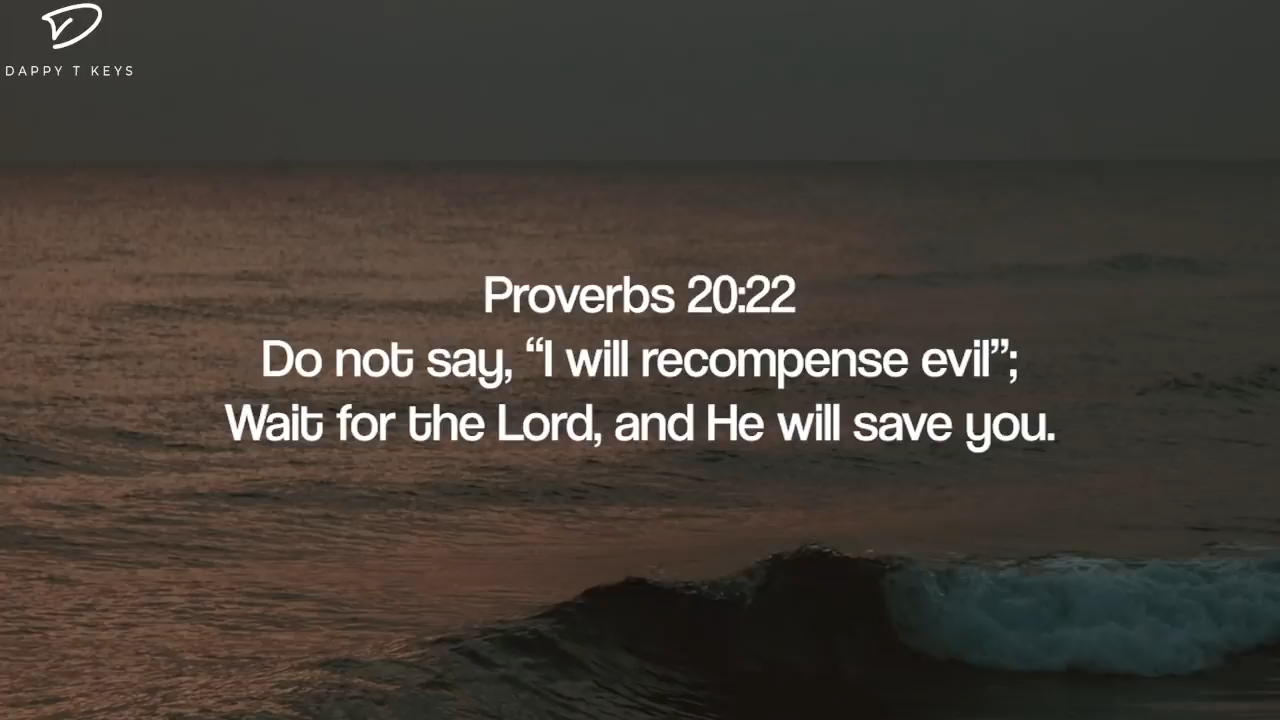 DAPPY T KEYS
Proverbs 20:22
Do not say, “I will recompense evil”;
Wait for the Lord, and He will save you.